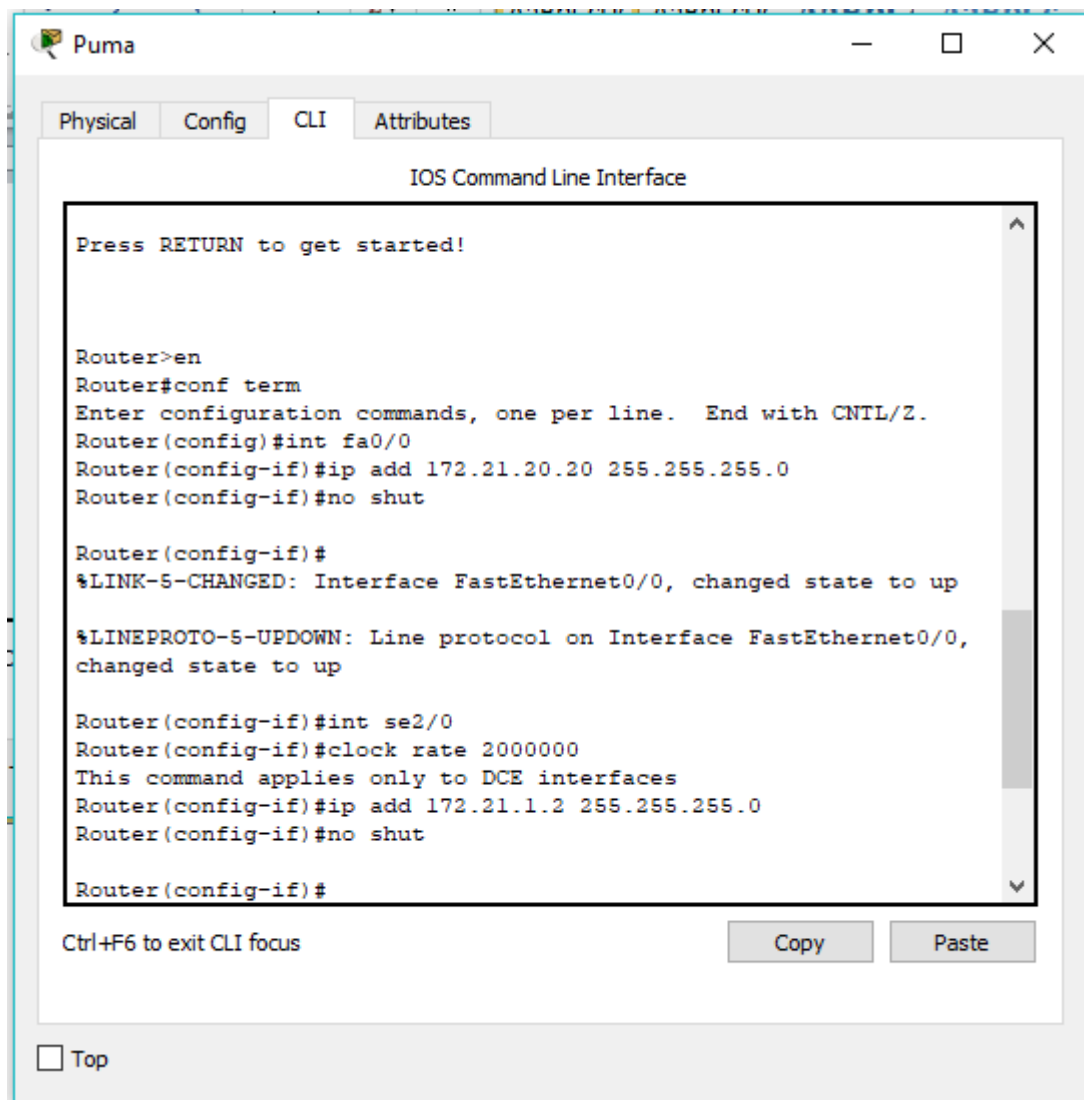 Puma
Physical Config CLI Attributes
IOS Command Line Interface
Press RETURN to get started!
Router>en
Router#conf term
Enter configuration commands, one per line.  End with CNTL/Z.
Router(config)#int fa0/0
Router(config-if)#ip add 172.21.20.20 255.255.255.0
Router(config-if)#no shut
Router(config-if)#
%LINK-5-CHANGED: Interface FastEthernet0/0, changed state to up
%LINEPROTO-5-UPDOWN: Line protocol on Interface FastEthernet0/0,
changed state to up
Router(config-if)#int se2/0
Router(config-if)#clock rate 2000000
This command applies only to DCE interfaces
Router(config-if)#ip add 172.21.1.2 255.255.255.0
Router(config-if)#no shut
Router(config-if)#
Ctrl+F6 to exit CLI focus
Copy
Paste
Top